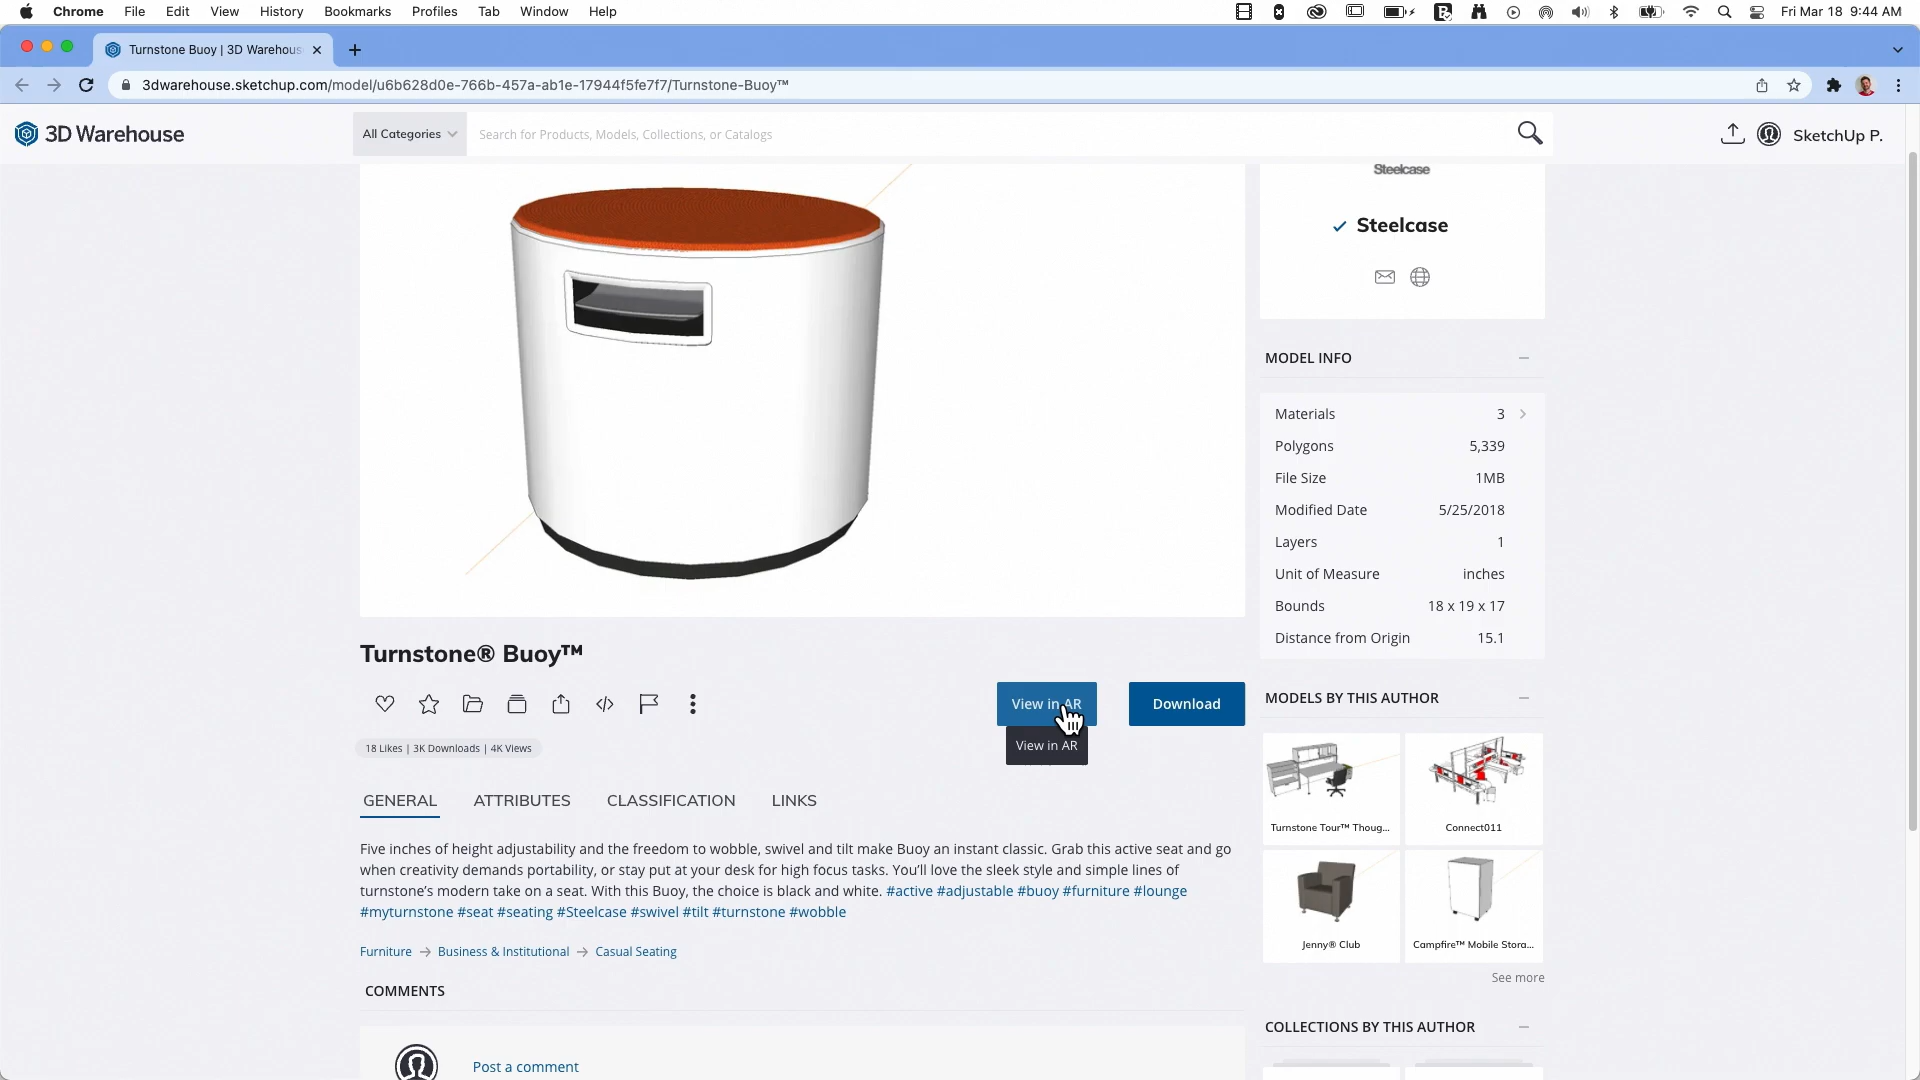 Chrome File Edit View History Bookmarks Profiles Tab Window Help
Fri Mar 18 9:44 AM
Turnstone Buoy | 3D Warehous
3dwarehouse.sketchup.com/model/u6b628d0e-766b-457a-ab1e-17944f5fe7f7/Turnstone-Buoy™
3D Warehouse
All Categories
Search for Products, Models, Collections, or Catalogs
SketchUp P.
Steelcase
Steelcase
MODEL INFO
Materials 3
Polygons 5,339
File Size 1MB
Modified Date 5/25/2018
Layers 1
Unit of Measure inches
Bounds 18 x 19 x 17
Distance from Origin 15.1
Turnstone® Buoy™
View in AR
Download
View in AR
18 Likes | 3K Downloads | 4K Views
GENERAL ATTRIBUTES CLASSIFICATION LINKS
Five inches of height adjustability and the freedom to wobble, swivel and tilt make Buoy an instant classic. Grab this active seat and go
when creativity demands portability, or stay put at your desk for high focus tasks. You'll love the sleek style and simple lines of
turnstone's modern take on a seat. With this Buoy, the choice is black and white. #active #adjustable #buoy #furniture #lounge
#myturnstone #seat #seating #Steelcase #swivel #tilt #turnstone #wobble
Furniture → Business & Institutional → Casual Seating
COMMENTS
Post a comment
MODELS BY THIS AUTHOR
Turnstone Tour™ Thoug...
Connect011
Jenny® Club
Campfire™ Mobile Stora...
See more
COLLECTIONS BY THIS AUTHOR